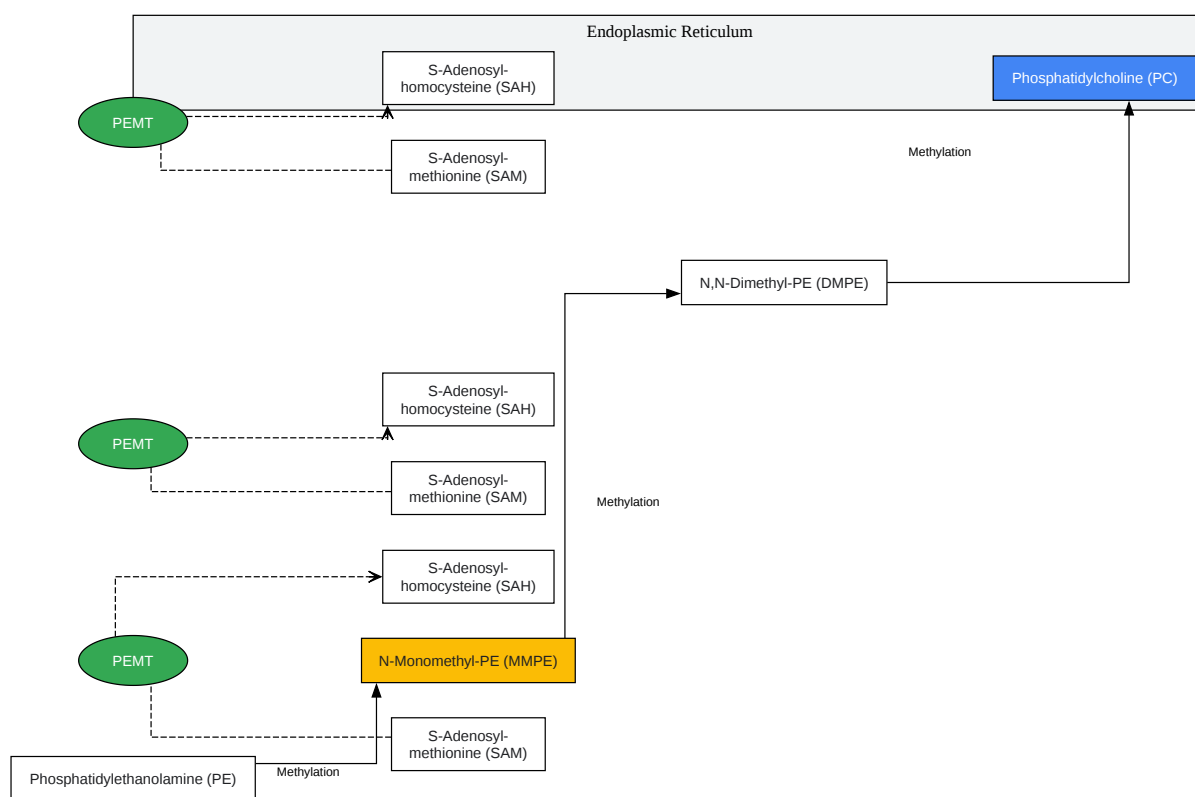 Endoplasmic Reticulum
S-Adenosyl-
homocysteine (SAH)
Phosphatidylcholine (PC)
PEMT
Methylation
S-Adenosyl-
methionine (SAM)
N,N-Dimethyl-PE (DMPE)
S-Adenosyl-
homocysteine (SAH)
PEMT
S-Adenosyl-
methionine (SAM)
Methylation
S-Adenosyl-
homocysteine (SAH)
PEMT
N-Monomethyl-PE (MMPE)
S-Adenosyl-
methionine (SAM)
Methylation
Phosphatidylethanolamine (PE)